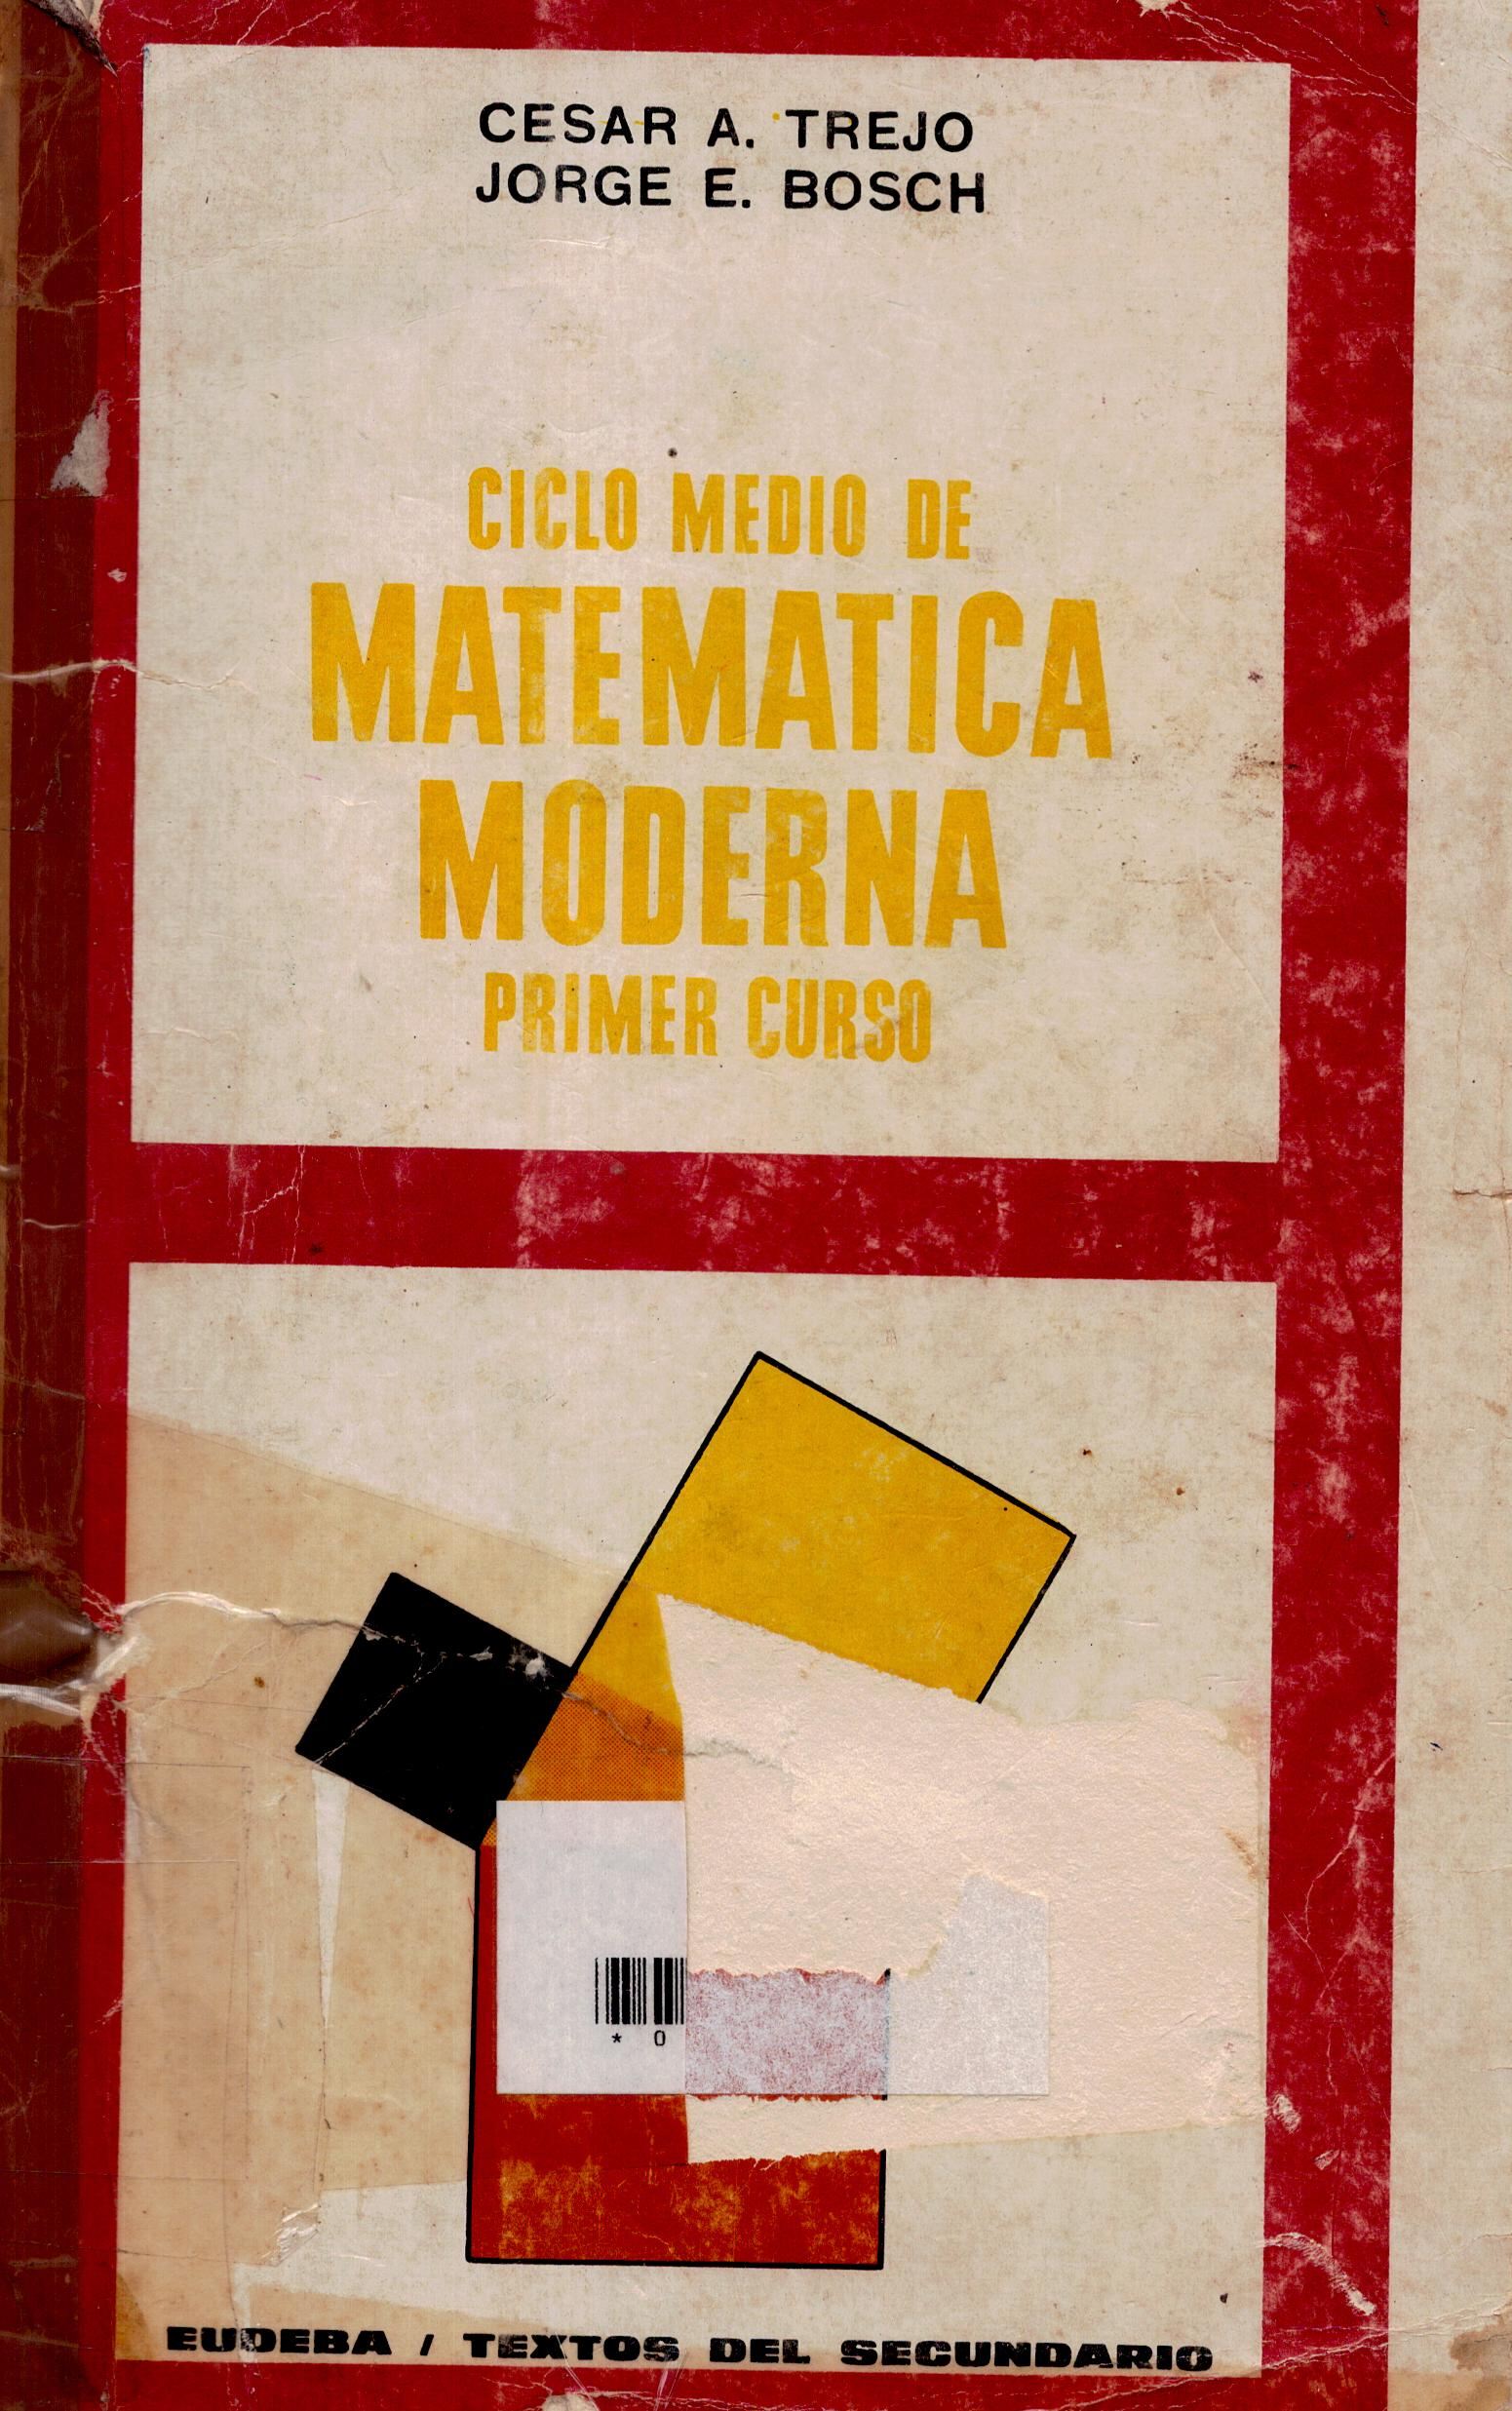 CESAR A. TREJO
JORGE E. BOSCH
CICLO MEDIO DE
MATEMATICA
MODERNA
PRIMER CURSO
* 0
EUDEBA / TEXTOS DEL SECUNDARIO